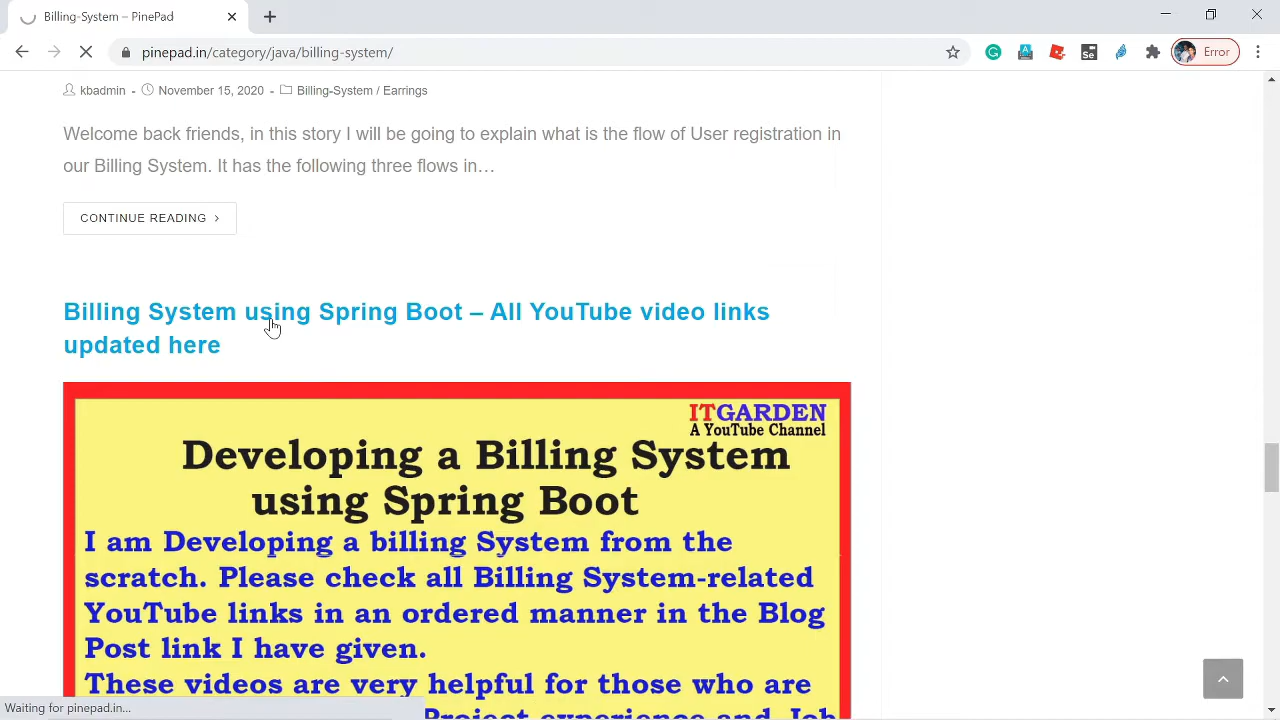 Billing-System – PinePad
pinepad.in/category/java/billing-system/
Se
Error
kbadmin - November 15, 2020 - Billing-System / Earrings
Welcome back friends, in this story I will be going to explain what is the flow of User registration in
our Billing System. It has the following three flows in…
CONTINUE READING
Billing System using Spring Boot – All YouTube video links
updated here
ITGARDEN
A YouTube Channel
Developing a Billing System
using Spring Boot
I am Developing a billing System from the
scratch. Please check all Billing System-related
YouTube links in an ordered manner in the Blog
Post link I have given.
These videos are very helpful for those who are
Project experience and Job
Waiting for pinepad.in...